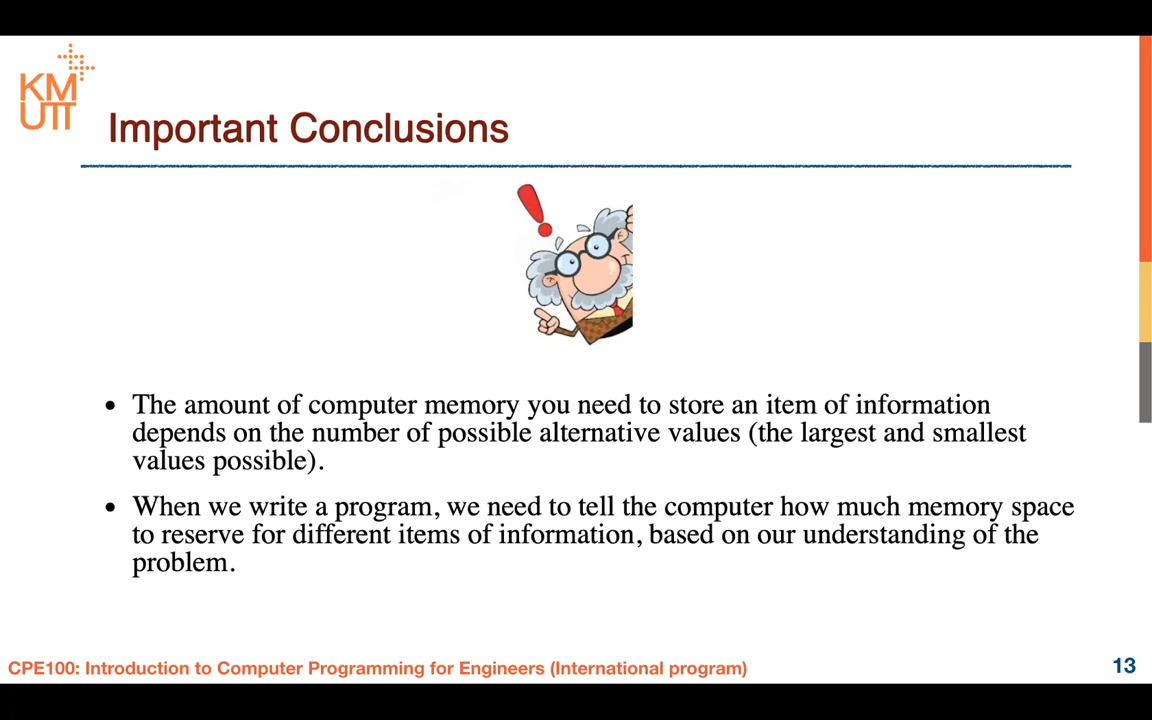 KM
UTT
Important Conclusions
• The amount of computer memory you need to store an item of information
depends on the number of possible alternative values (the largest and smallest
values possible).
• When we write a program, we need to tell the computer how much memory space
to reserve for different items of information, based on our understanding of the
problem.
CPE100: Introduction to Computer Programming for Engineers (International program)
13